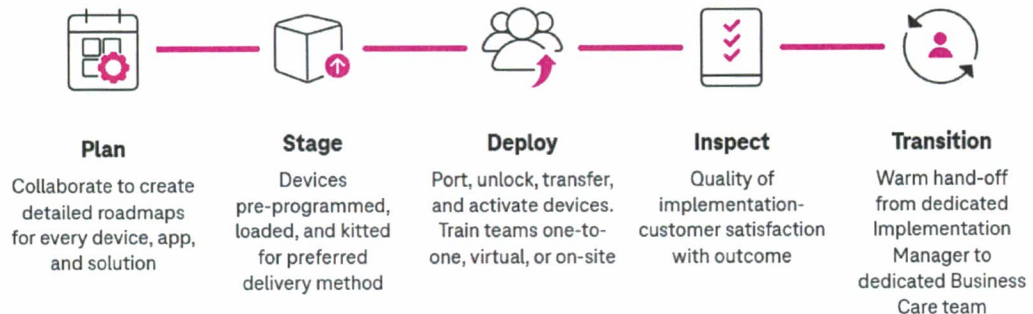 Plan
Collaborate to create
detailed roadmaps
for every device, app,
and solution
Stage
Devices
pre-programmed,
loaded, and kitted
for preferred
delivery method
Deploy
Port, unlock, transfer,
and activate devices.
Train teams one-to-
one, virtual, or on-site
Inspect
Quality of
implementation-
customer satisfaction
with outcome
Transition
Warm hand-off
from dedicated
Implementation
Manager to
dedicated Business
Care team